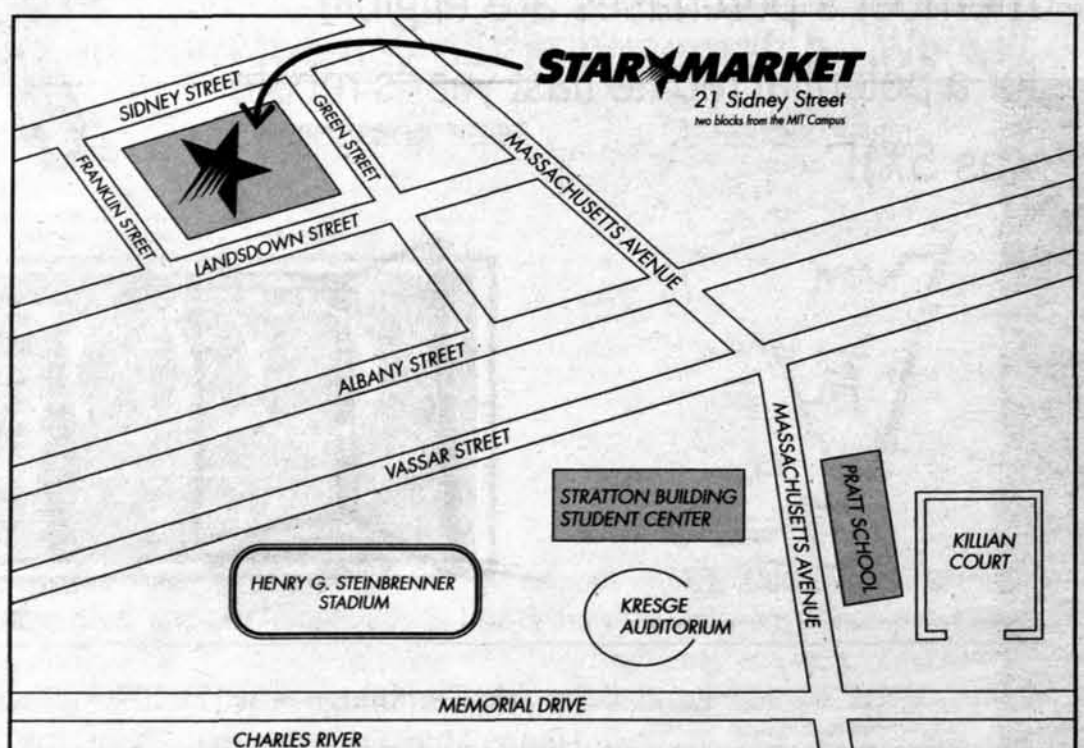 STAR MARKET
21 Sidney Street
two blocks from the MIT Campus
SIDNEY STREET
GREEN STREET
FRANKLIN STREET
LANDSDOWN STREET
MASSACHUSETTS AVENUE
ALBANY STREET
VASSAR STREET
MASSACHUSETTS AVENUE
STRATTON BUILDING
STUDENT CENTER
PRATT SCHOOL
KILLIAN
COURT
HENRY G. STEINBRENNER
STADIUM
KRESGE
AUDITORIUM
MEMORIAL DRIVE
CHARLES RIVER